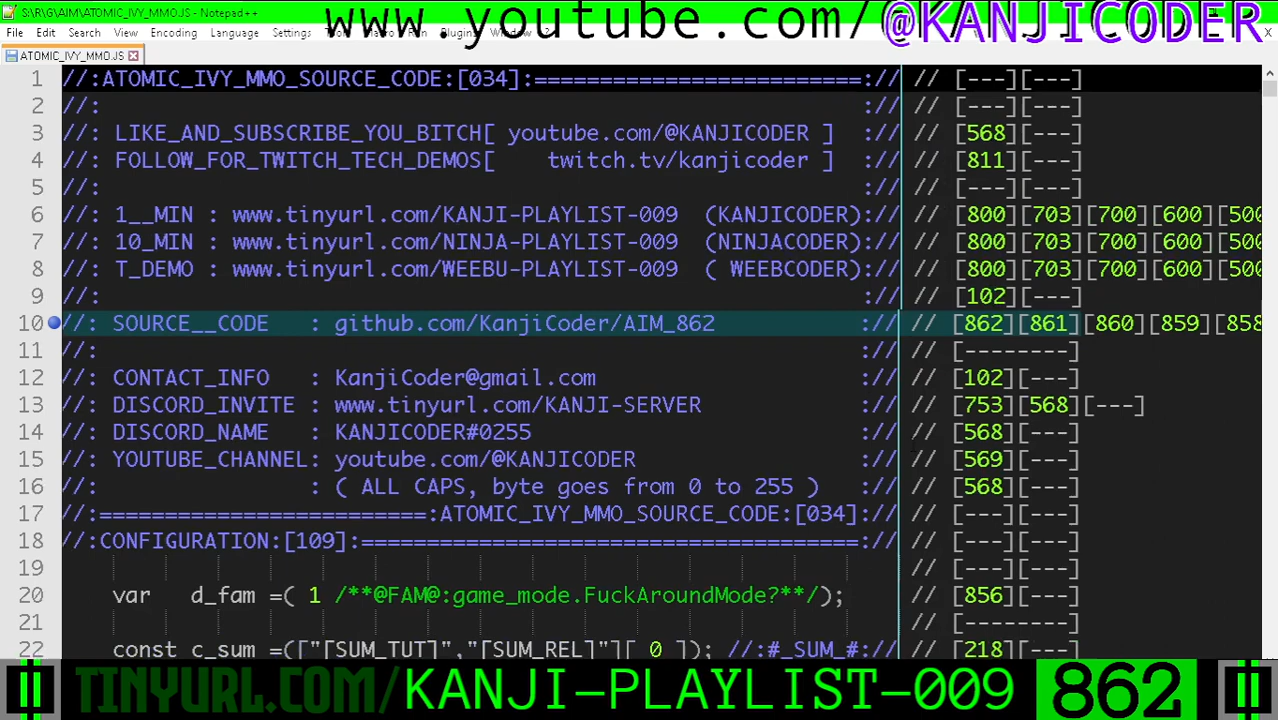 S:\R\G\AIM\ATOMIC_IVY_MMO.JS - Notepad++
www youtube.com/@KANJICODER
File Edit Search View Encoding Language Settings Plugins
ATOMIC_IVY_MMO.JS
1 //:ATOMIC_IVY_MMO_SOURCE_CODE:[034]:=========================:// // [---][---]
2 //: :// // [---][---]
3 //: LIKE_AND_SUBSCRIBE_YOU_BITCH[ youtube.com/@KANJICODER ] :// // [568][---]
4 //: FOLLOW_FOR_TWITCH_TECH_DEMOS[ twitch.tv/kanjicoder ] :// // [811][---]
5 //: :// // [---][---]
6 //: 1__MIN : www.tinyurl.com/KANJI-PLAYLIST-009 (KANJICODER):// // [800][703][700][600][500
7 //: 10_MIN : www.tinyurl.com/NINJA-PLAYLIST-009 (NINJACODER):// // [800][703][700][600][500
8 //: T_DEMO : www.tinyurl.com/WEEBU-PLAYLIST-009 ( WEEBCODER):// // [800][703][700][600][500
9 //: :// // [102][---]
10 //: SOURCE__CODE : github.com/KanjiCoder/AIM_862 :// // [862][861][860][859][858
11 //: :// // [--------]
12 //: CONTACT_INFO : KanjiCoder@gmail.com :// // [102][---]
13 //: DISCORD_INVITE : www.tinyurl.com/KANJI-SERVER :// // [753][568][---]
14 //: DISCORD_NAME : KANJICODER#0255 :// // [568][---]
15 //: YOUTUBE_CHANNEL: youtube.com/@KANJICODER :// // [569][---]
16 //: : ( ALL CAPS, byte goes from 0 to 255 ) :// // [568][---]
17 //:=========================:ATOMIC_IVY_MMO_SOURCE_CODE:[034]:// // [---][---]
18 //:CONFIGURATION:[109]:=======================================:// // [---][---]
19 // [---][---]
20 var d_fam =( 1 /**@FAM@:game_mode.FuckAroundMode?**/); // [856]
21 // [--------]
22 const c_sum =(["[SUM_TUT]","[SUM_REL]"][ 0 ]); //:#_SUM_#:// // [218][---]
TINYURL.COM/KANJI-PLAYLIST-009 862